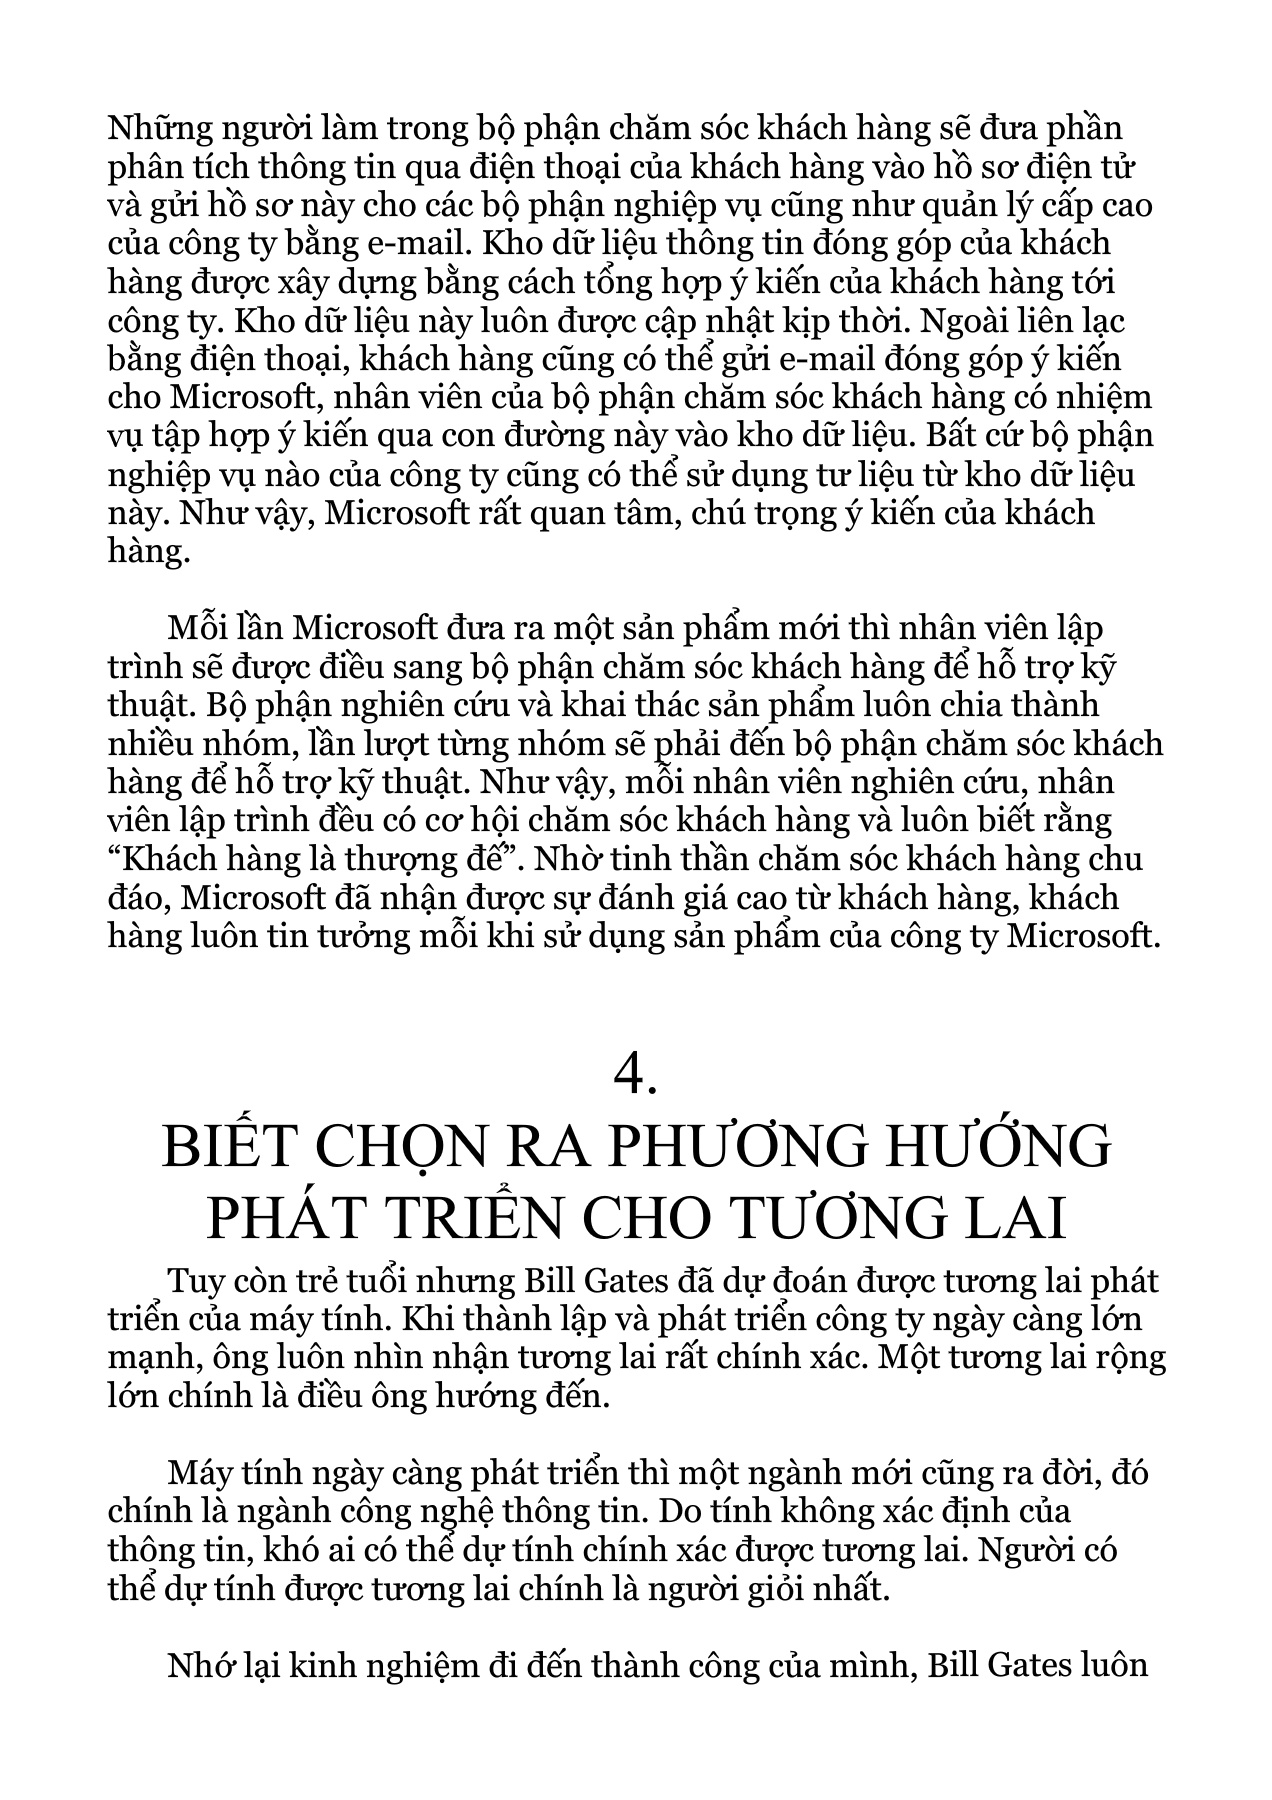 Những người làm trong bộ phận chăm sóc khách hàng sẽ đưa phần
phân tích thông tin qua điện thoại của khách hàng vào hồ sơ điện tử
và gửi hồ sơ này cho các bộ phận nghiệp vụ cũng như quản lý cấp cao
của công ty bằng e-mail. Kho dữ liệu thông tin đóng góp của khách
hàng được xây dựng bằng cách tổng hợp ý kiến của khách hàng tới
công ty. Kho dữ liệu này luôn được cập nhật kịp thời. Ngoài liên lạc
bằng điện thoại, khách hàng cũng có thể gửi e-mail đóng góp ý kiến
cho Microsoft, nhân viên của bộ phận chăm sóc khách hàng có nhiệm
vụ tập hợp ý kiến qua con đường này vào kho dữ liệu. Bất cứ bộ phận
nghiệp vụ nào của công ty cũng có thể sử dụng tư liệu từ kho dữ liệu
này. Như vậy, Microsoft rất quan tâm, chú trọng ý kiến của khách
hàng.
Mỗi lần Microsoft đưa ra một sản phẩm mới thì nhân viên lập
trình sẽ được điều sang bộ phận chăm sóc khách hàng để hỗ trợ kỹ
thuật. Bộ phận nghiên cứu và khai thác sản phẩm luôn chia thành
nhiều nhóm, lần lượt từng nhóm sẽ phải đến bộ phận chăm sóc khách
hàng để hỗ trợ kỹ thuật. Như vậy, mỗi nhân viên nghiên cứu, nhân
viên lập trình đều có cơ hội chăm sóc khách hàng và luôn biết rằng
“Khách hàng là thượng đế”. Nhờ tinh thần chăm sóc khách hàng chu
đáo, Microsoft đã nhận được sự đánh giá cao từ khách hàng, khách
hàng luôn tin tưởng mỗi khi sử dụng sản phẩm của công ty Microsoft.
4.
BIẾT CHỌN RA PHƯƠNG HƯỚNG
PHÁT TRIỂN CHO TƯƠNG LAI
Tuy còn trẻ tuổi nhưng Bill Gates đã dự đoán được tương lai phát
triển của máy tính. Khi thành lập và phát triển công ty ngày càng lớn
mạnh, ông luôn nhìn nhận tương lai rất chính xác. Một tương lai rộng
lớn chính là điều ông hướng đến.
Máy tính ngày càng phát triển thì một ngành mới cũng ra đời, đó
chính là ngành công nghệ thông tin. Do tính không xác định của
thông tin, khó ai có thể dự tính chính xác được tương lai. Người có
thể dự tính được tương lai chính là người giỏi nhất.
Nhớ lại kinh nghiệm đi đến thành công của mình, Bill Gates luôn